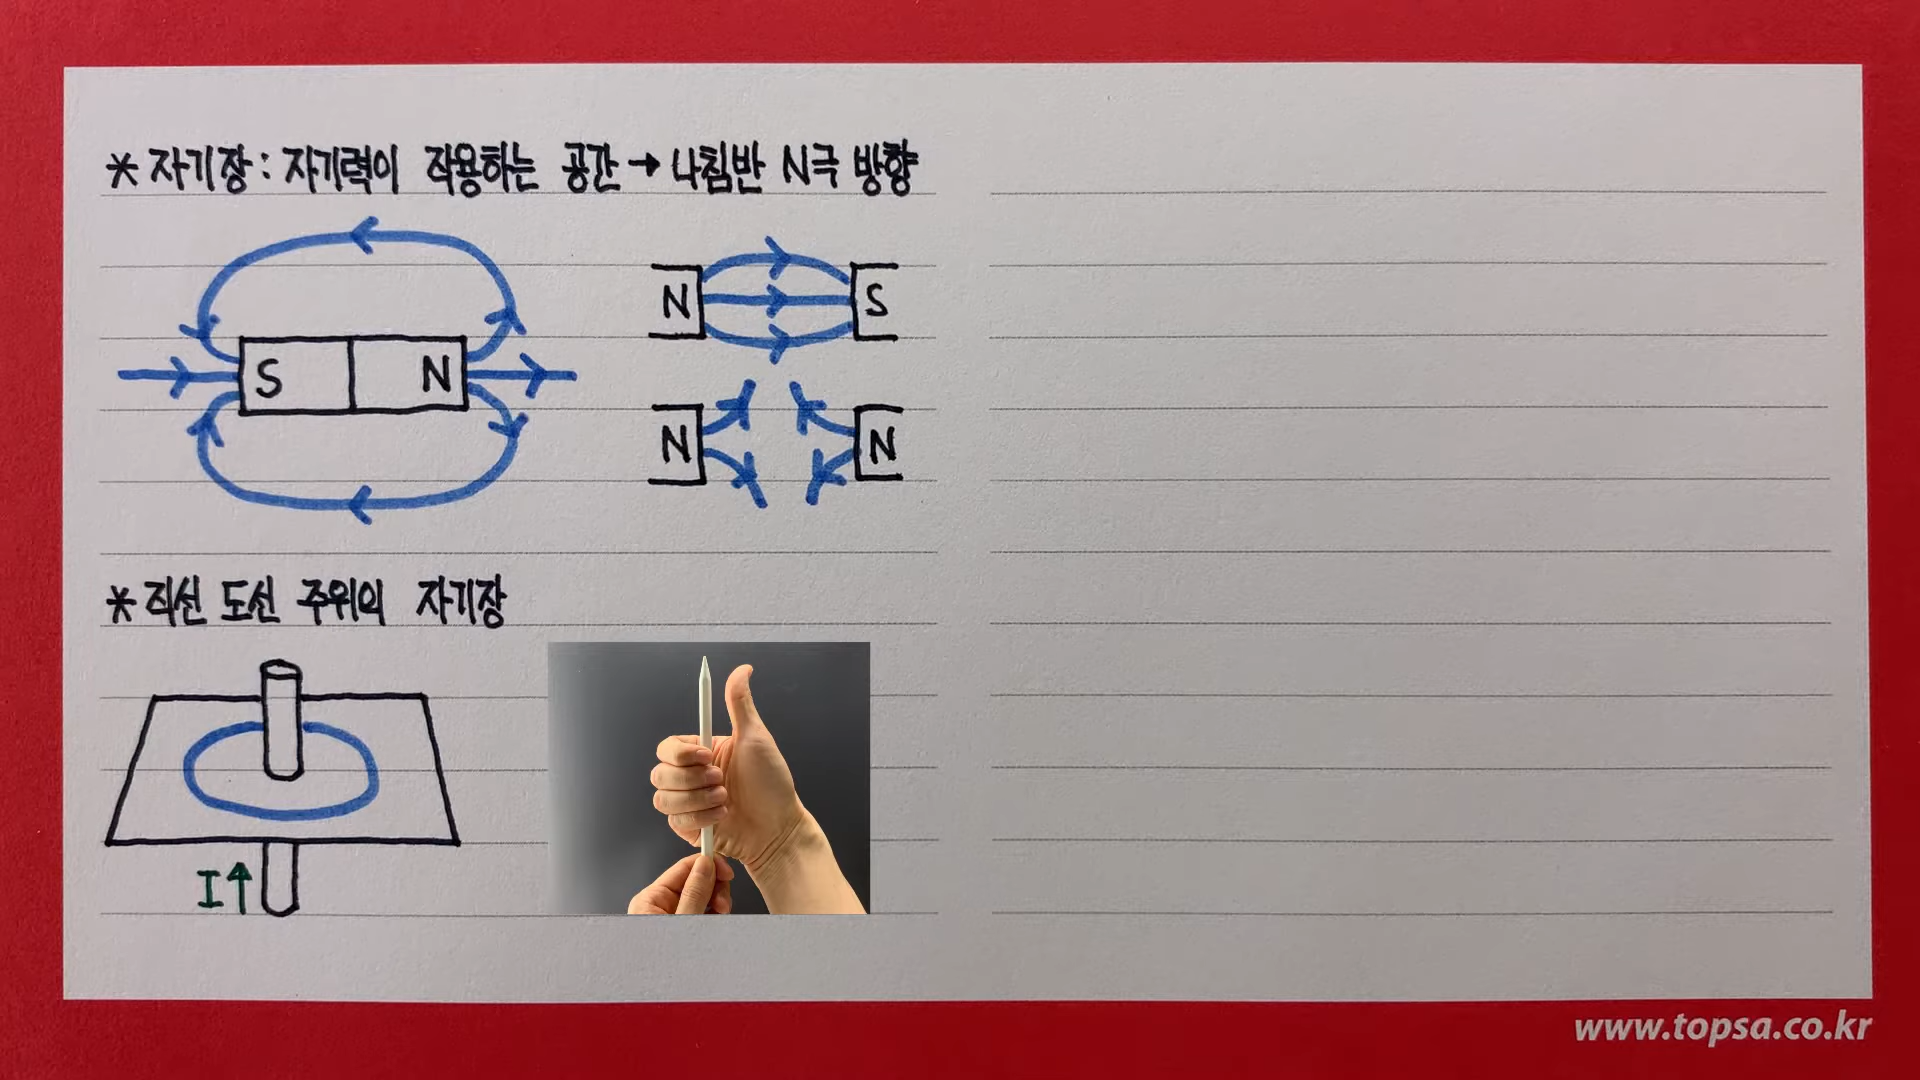 * 자기장 : 자기력이 작용하는 공간 → 나침반 N극 방향
N S
S N
N N
* 직선 도선 주위의 자기장
I↑
www.topsa.co.kr